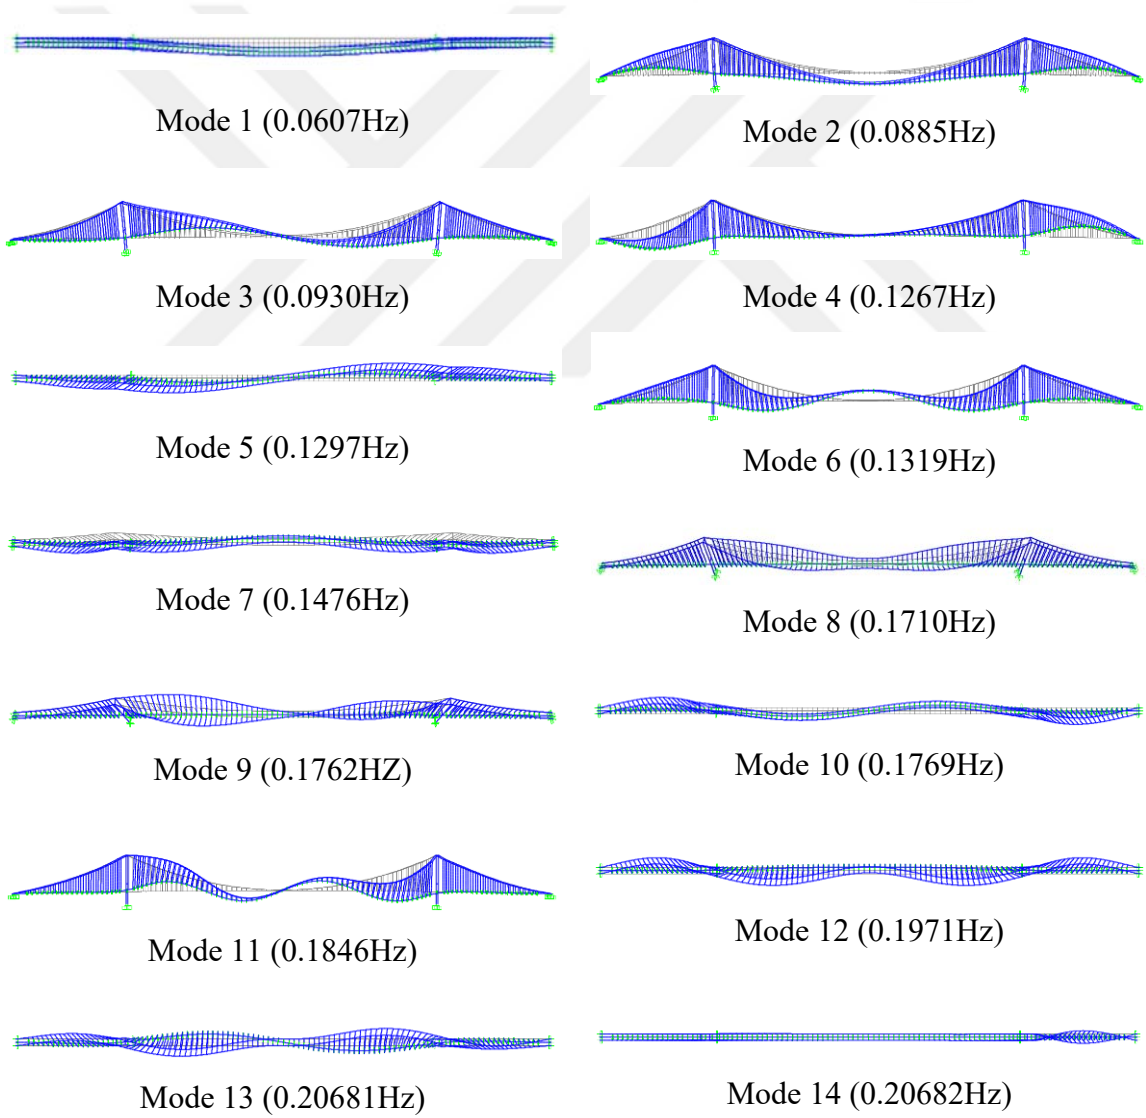 Mode 1 (0.0607Hz)
Mode 2 (0.0885Hz)
Mode 3 (0.0930Hz)
Mode 4 (0.1267Hz)
Mode 5 (0.1297Hz)
Mode 6 (0.1319Hz)
Mode 7 (0.1476Hz)
Mode 8 (0.1710Hz)
Mode 9 (0.1762HZ)
Mode 10 (0.1769Hz)
Mode 11 (0.1846Hz)
Mode 12 (0.1971Hz)
Mode 13 (0.20681Hz)
Mode 14 (0.20682Hz)